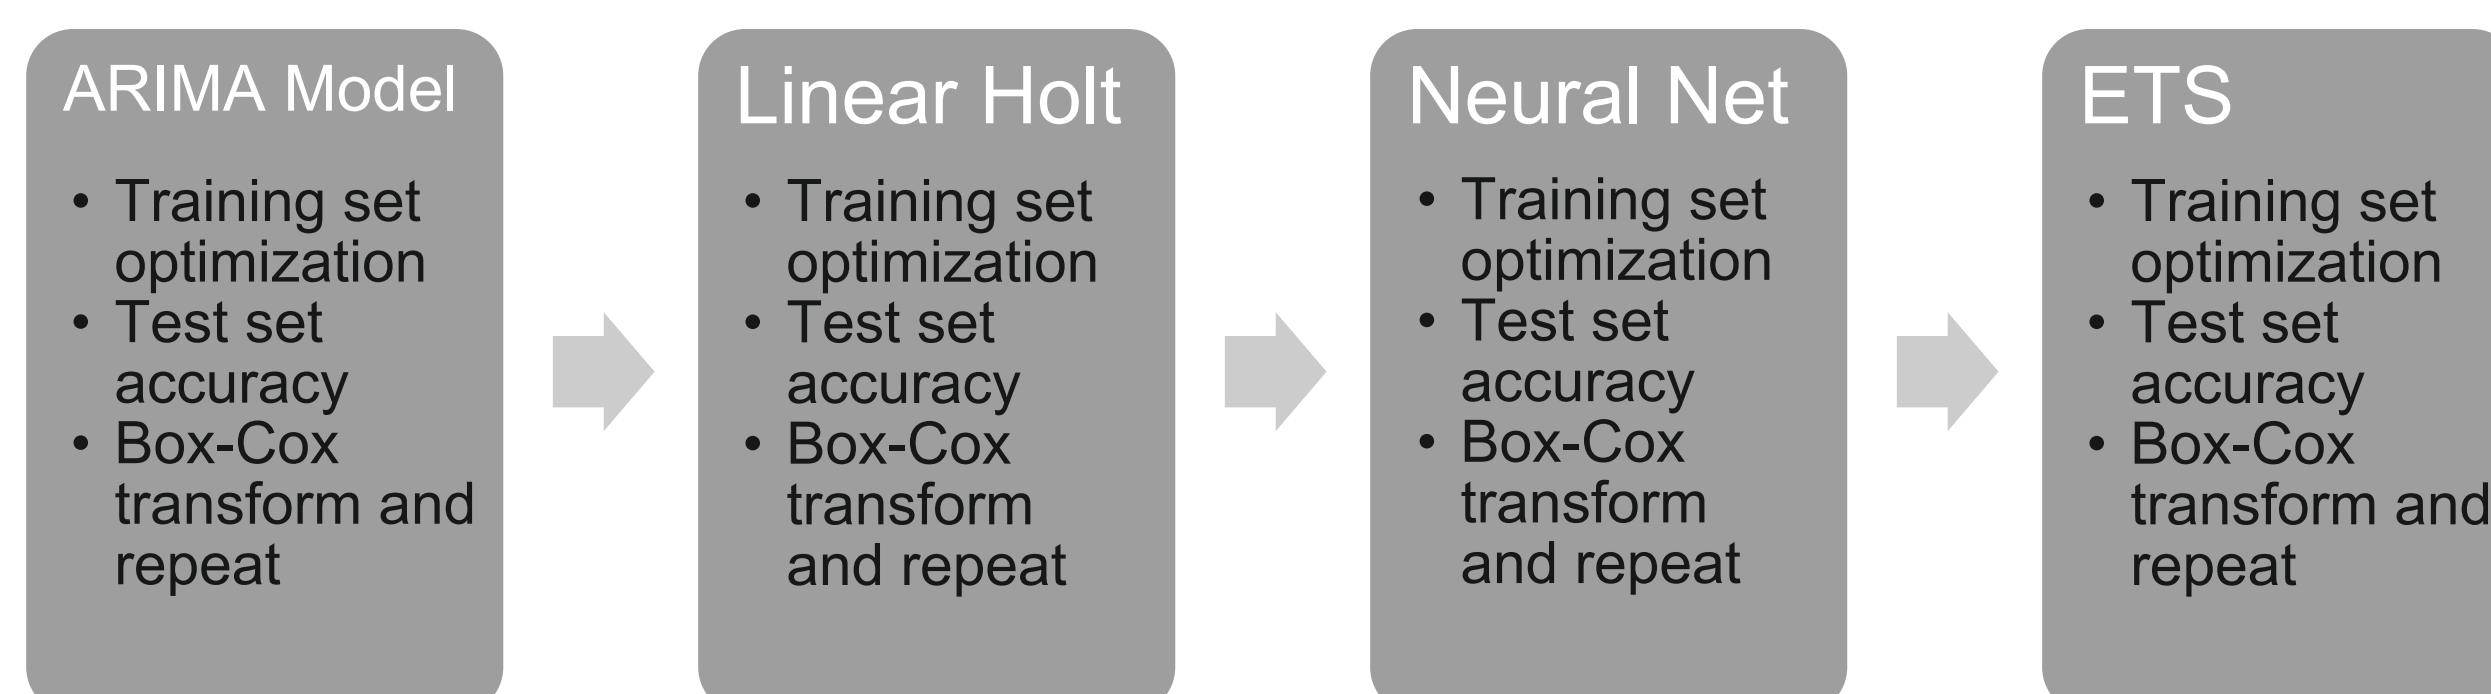 ARIMA Model
• Training set
optimization
• Test set
accuracy
• Box-Cox
transform and
repeat
Linear Holt
• Training set
optimization
• Test set
accuracy
• Box-Cox
transform
and repeat
Neural Net
• Training set
optimization
• Test set
accuracy
• Box-Cox
transform
and repeat
ETS
• Training set
optimization
• Test set
accuracy
• Box-Cox
transform and
repeat